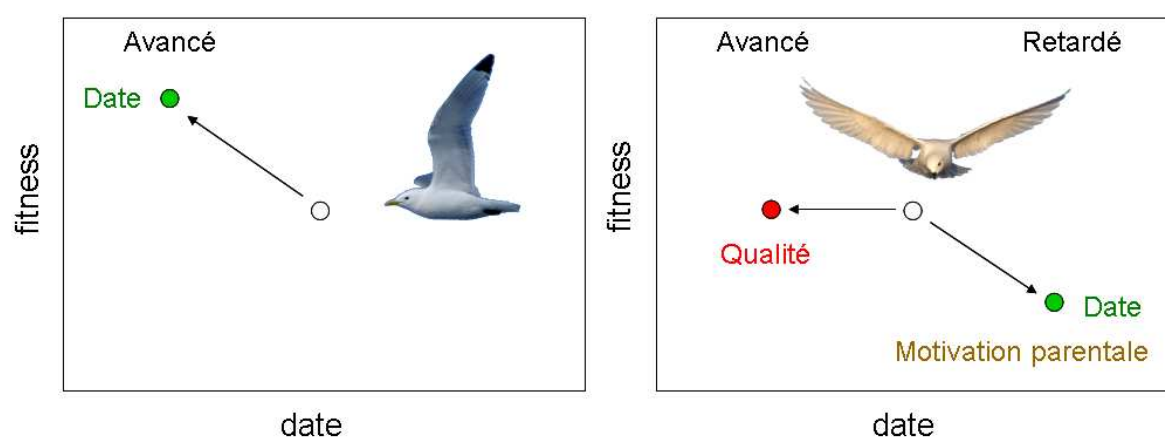 Avancé
Date
fitness
date
Avancé Retardé
Qualité
Date
Motivation parentale
fitness
date